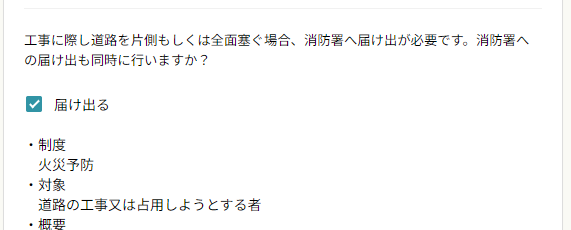 工事に際し道路を片側もしくは全面塞ぐ場合、消防署へ届け出が必要です。消防署へ
の届け出も同時に行いますか？
届け出る
・制度
火災予防
・対象
道路の工事又は占用しようとする者
・概要